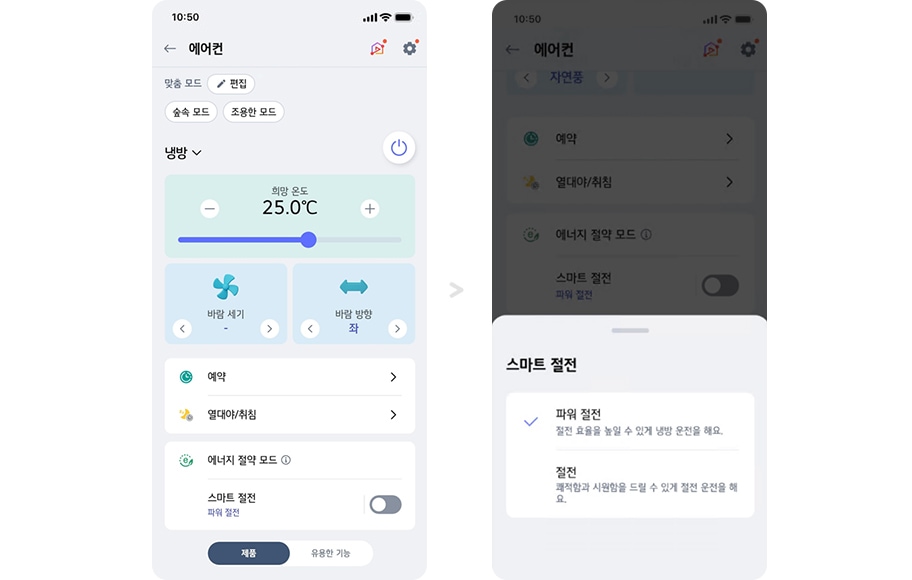 10:50
에어컨
맞춤 모드
편집
숲속 모드
조용한 모드
냉방
희망 온도
25.0℃
바람 세기
-
바람 방향
좌
예약
열대야/취침
에너지 절약 모드
스마트 절전
파워 절전
제품
유용한 기능
10:50
에어컨
자연풍
예약
열대야/취침
에너지 절약 모드
스마트 절전
파워 절전
스마트 절전
파워 절전
절전 효율을 높일 수 있게 냉방 운전을 해요.
절전
쾌적함과 시원함을 드릴 수 있게 절전 운전을 해
요.